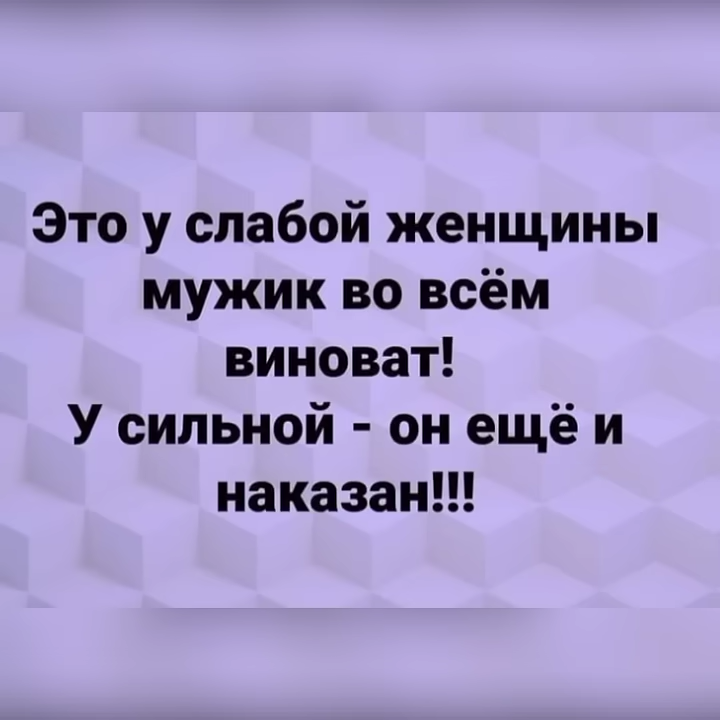 Это у слабой женщины
мужик во всём
виноват!
У сильной - он ещё и
наказан!!!